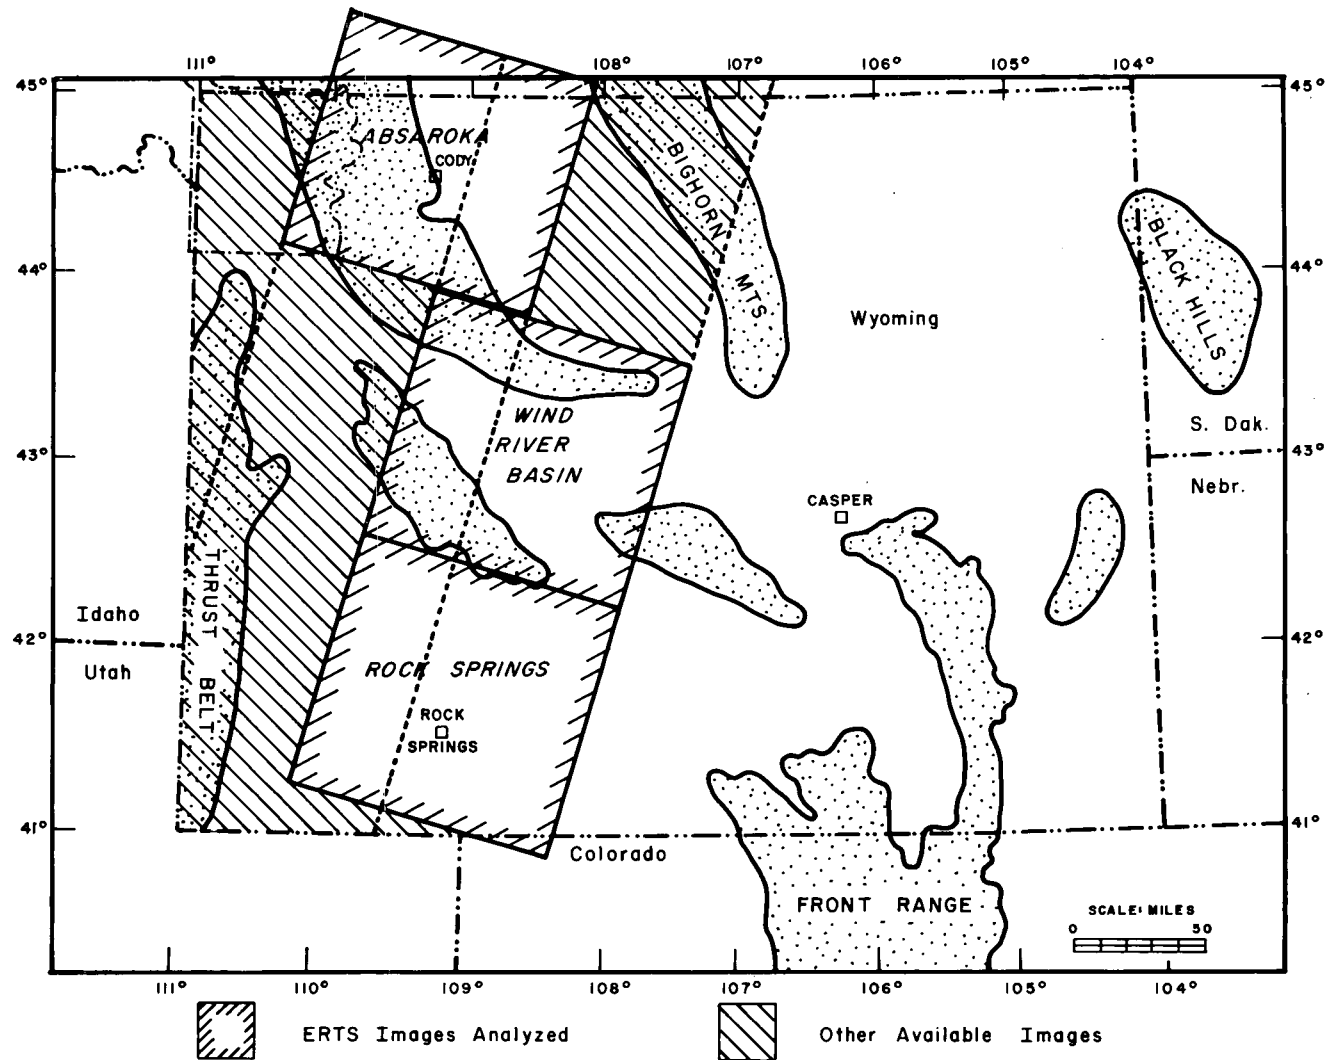 111° 108° 107° 106° 105° 104°
45° 45°
ABSAROKA
CODY
BIGHORN MTS
BLACK HILLS
44° 44°
Wyoming
WIND
RIVER
BASIN
S. Dak.
43° 43°
Nebr.
CASPER
THRUST BELT
Idaho
42° 42°
Utah
ROCK SPRINGS
ROCK
SPRINGS
41° 41°
Colorado
FRONT RANGE
SCALE: MILES
0 50
111° 110° 109° 108° 107° 106° 105° 104°
ERTS Images Analyzed
Other Available Images